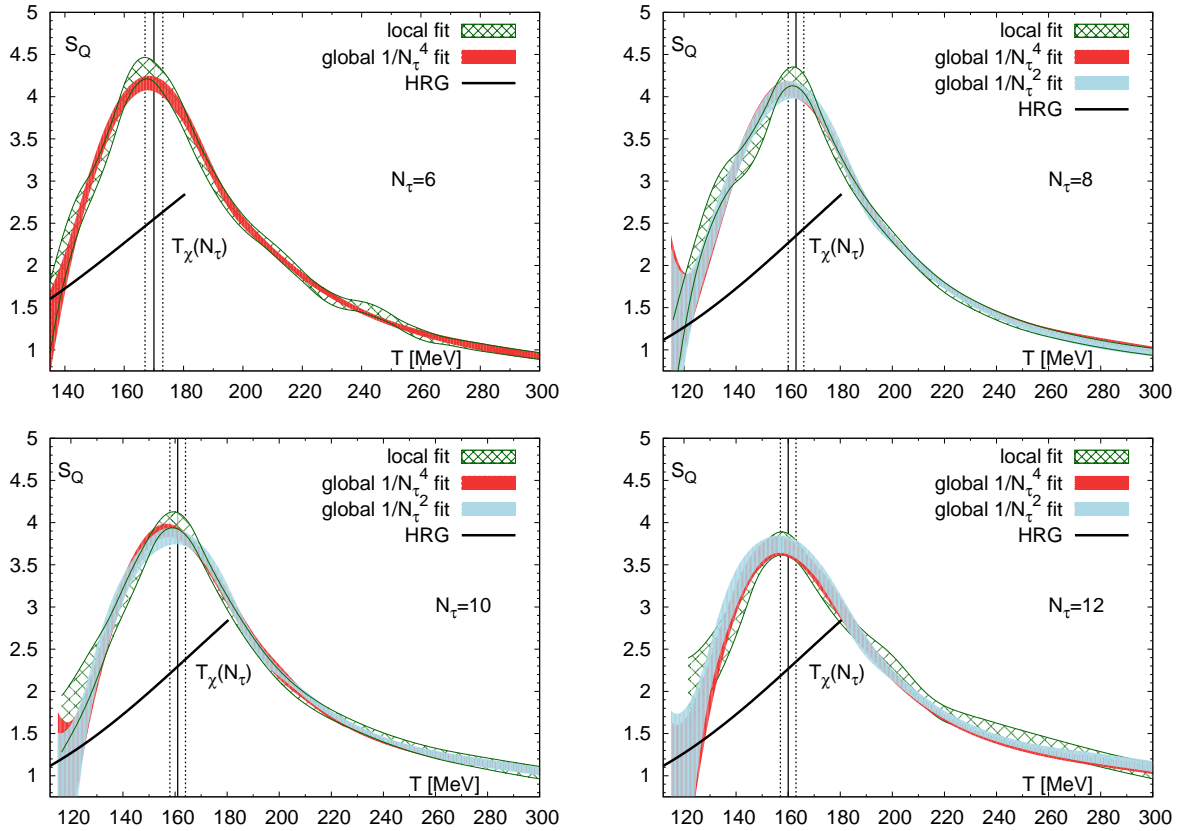 S_Q
local fit
global 1/N_τ^4 fit
HRG
N_τ=6
T_χ(N_τ)
T [MeV]
5
4.5
4
3.5
3
2.5
2
1.5
1
140 160 180 200 220 240 260 280 300
S_Q
local fit
global 1/N_τ^4 fit
global 1/N_τ^2 fit
HRG
N_τ=8
T_χ(N_τ)
T [MeV]
5
4.5
4
3.5
3
2.5
2
1.5
1
120 140 160 180 200 220 240 260 280 300
S_Q
local fit
global 1/N_τ^4 fit
global 1/N_τ^2 fit
HRG
N_τ=10
T_χ(N_τ)
T [MeV]
5
4.5
4
3.5
3
2.5
2
1.5
1
120 140 160 180 200 220 240 260 280 300
S_Q
local fit
global 1/N_τ^4 fit
global 1/N_τ^2 fit
HRG
N_τ=12
T_χ(N_τ)
T [MeV]
5
4.5
4
3.5
3
2.5
2
1.5
1
120 140 160 180 200 220 240 260 280 300